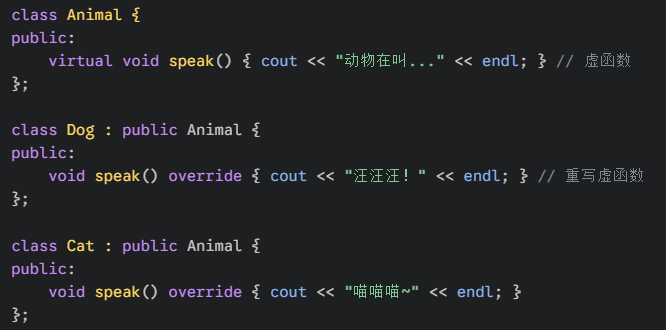 class Animal {
public:
    virtual void speak() { cout << "动物在叫..." << endl; } // 虚函数
};

class Dog : public Animal {
public:
    void speak() override { cout << "汪汪汪！" << endl; } // 重写虚函数
};

class Cat : public Animal {
public:
    void speak() override { cout << "喵喵喵~" << endl; }
};